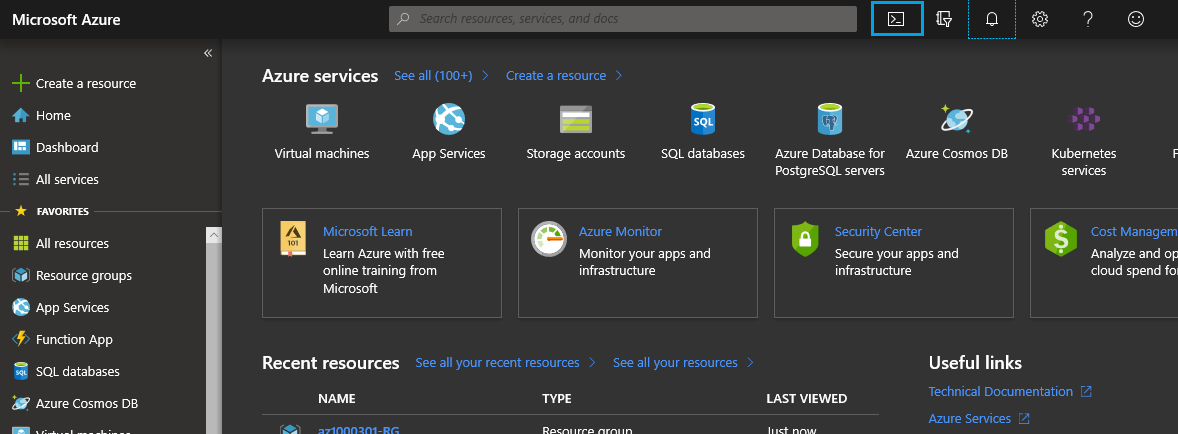 Microsoft Azure
Search resources, services, and docs
Create a resource
Home
Dashboard
All services
FAVORITES
All resources
Resource groups
App Services
Function App
SQL databases
Azure Cosmos DB
Virtual machines
Azure services
See all (100+)
Create a resource
Virtual machines
App Services
Storage accounts
SQL
SQL databases
Azure Database for
PostgreSQL servers
Azure Cosmos DB
Kubernetes
services
101
Microsoft Learn
Learn Azure with free
online training from
Microsoft
Azure Monitor
Monitor your apps and
infrastructure
Security Center
Secure your apps and
infrastructure
Cost Managem
Analyze and op
cloud spend fo
Recent resources
See all your recent resources
See all your resources
NAME
TYPE
LAST VIEWED
az1000301-RG
Resource group
Just now
Useful links
Technical Documentation
Azure Services